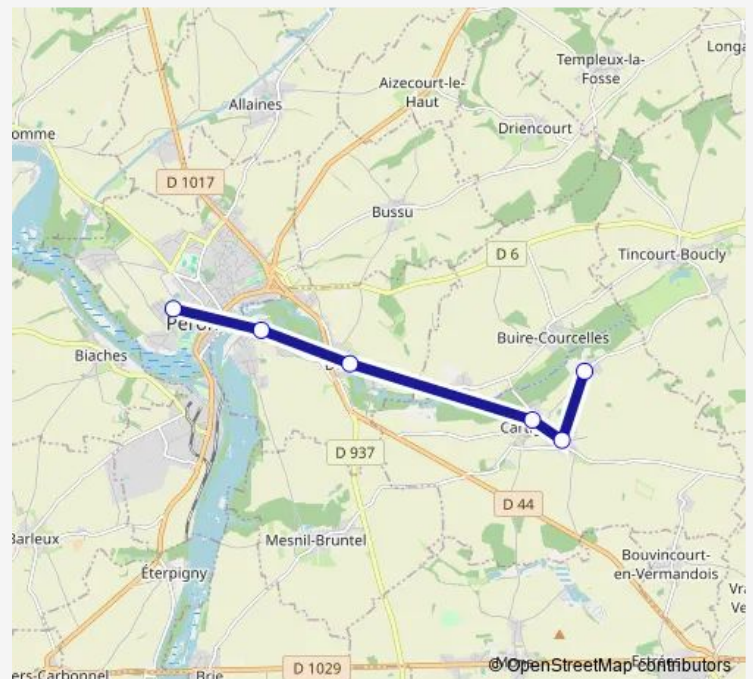 Longa
Templeux-la-
Fosse
Aizecourt-le-
Haut
Allaines
Driencourt
omme
D 1017
Bussu
D 6
Tincourt-Boucly
Buire-Courcelles
Biaches
D 937
D 44
Barleux
Mesnil-Bruntel
Bouvincourt-
en-Vermandois
Éterpigny
D 1029
Brie
© OpenStreetMap contributors